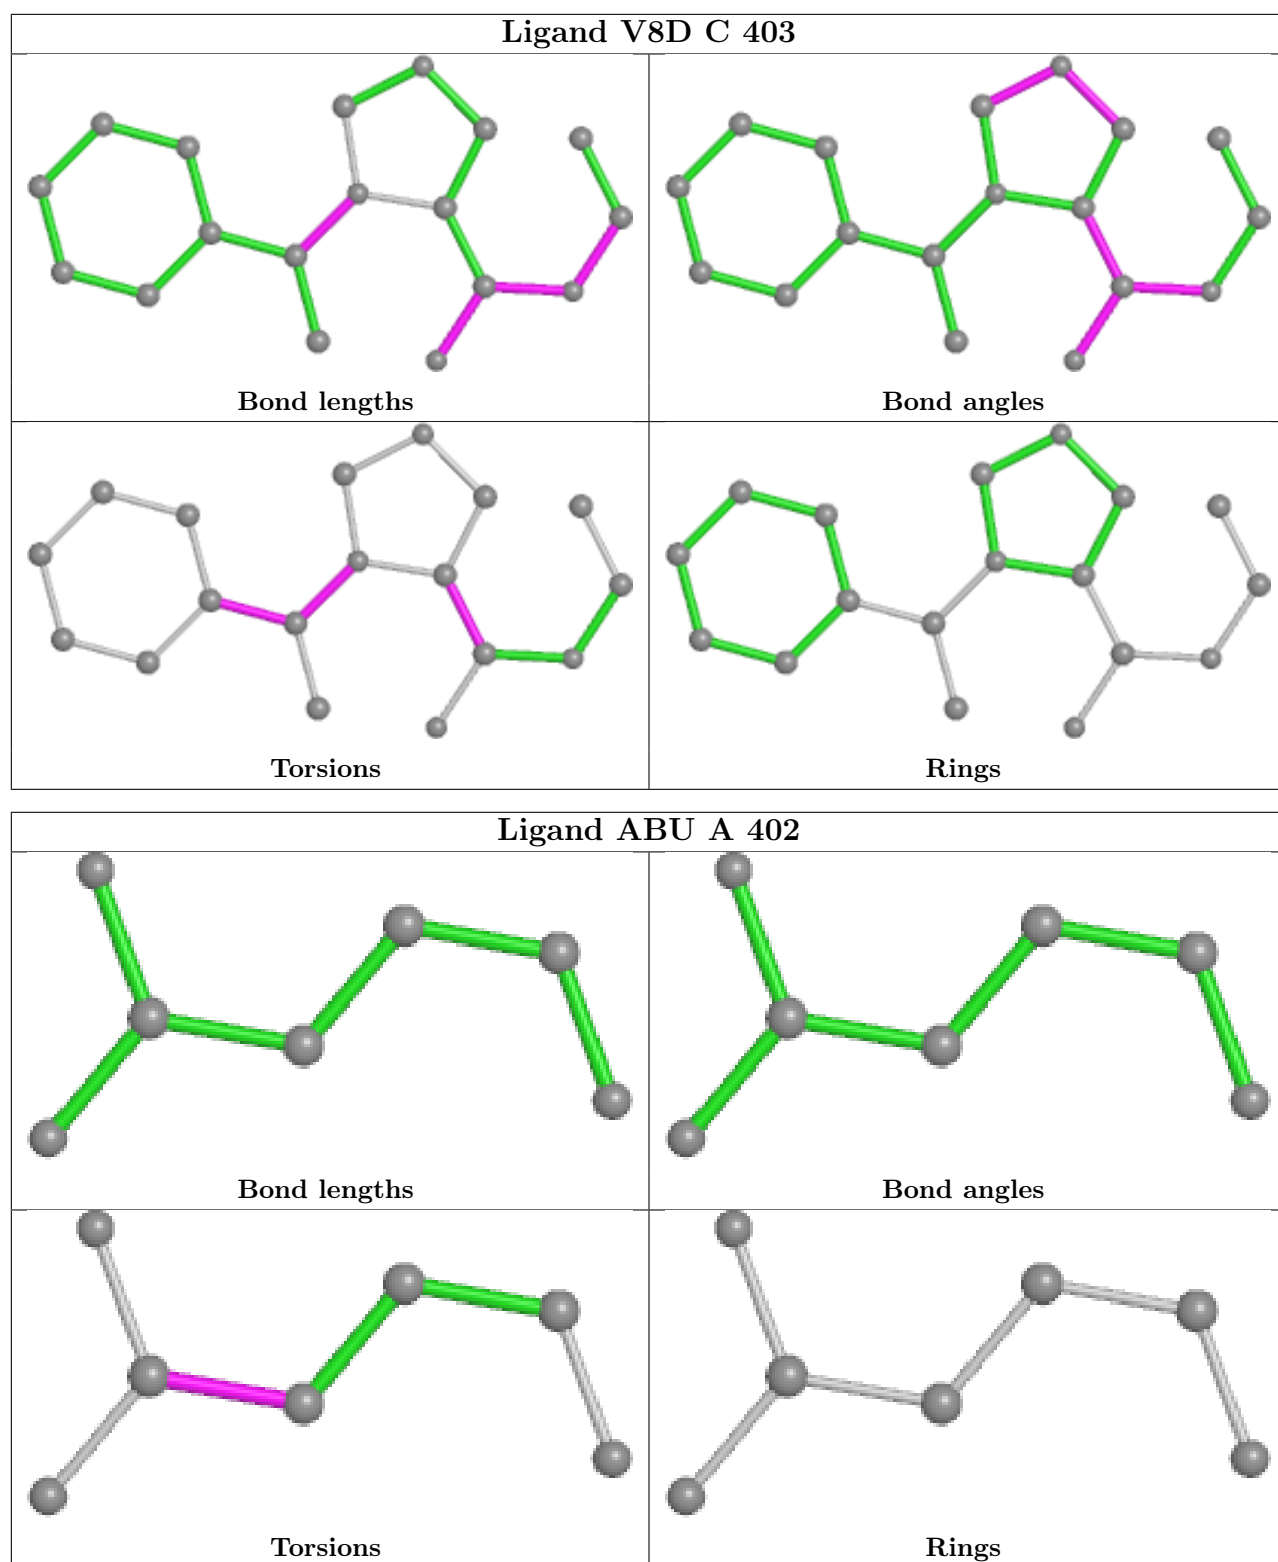 Ligand V8D C 403
Bond lengths
Bond angles
Torsions
Rings
Ligand ABU A 402
Bond lengths
Bond angles
Torsions
Rings